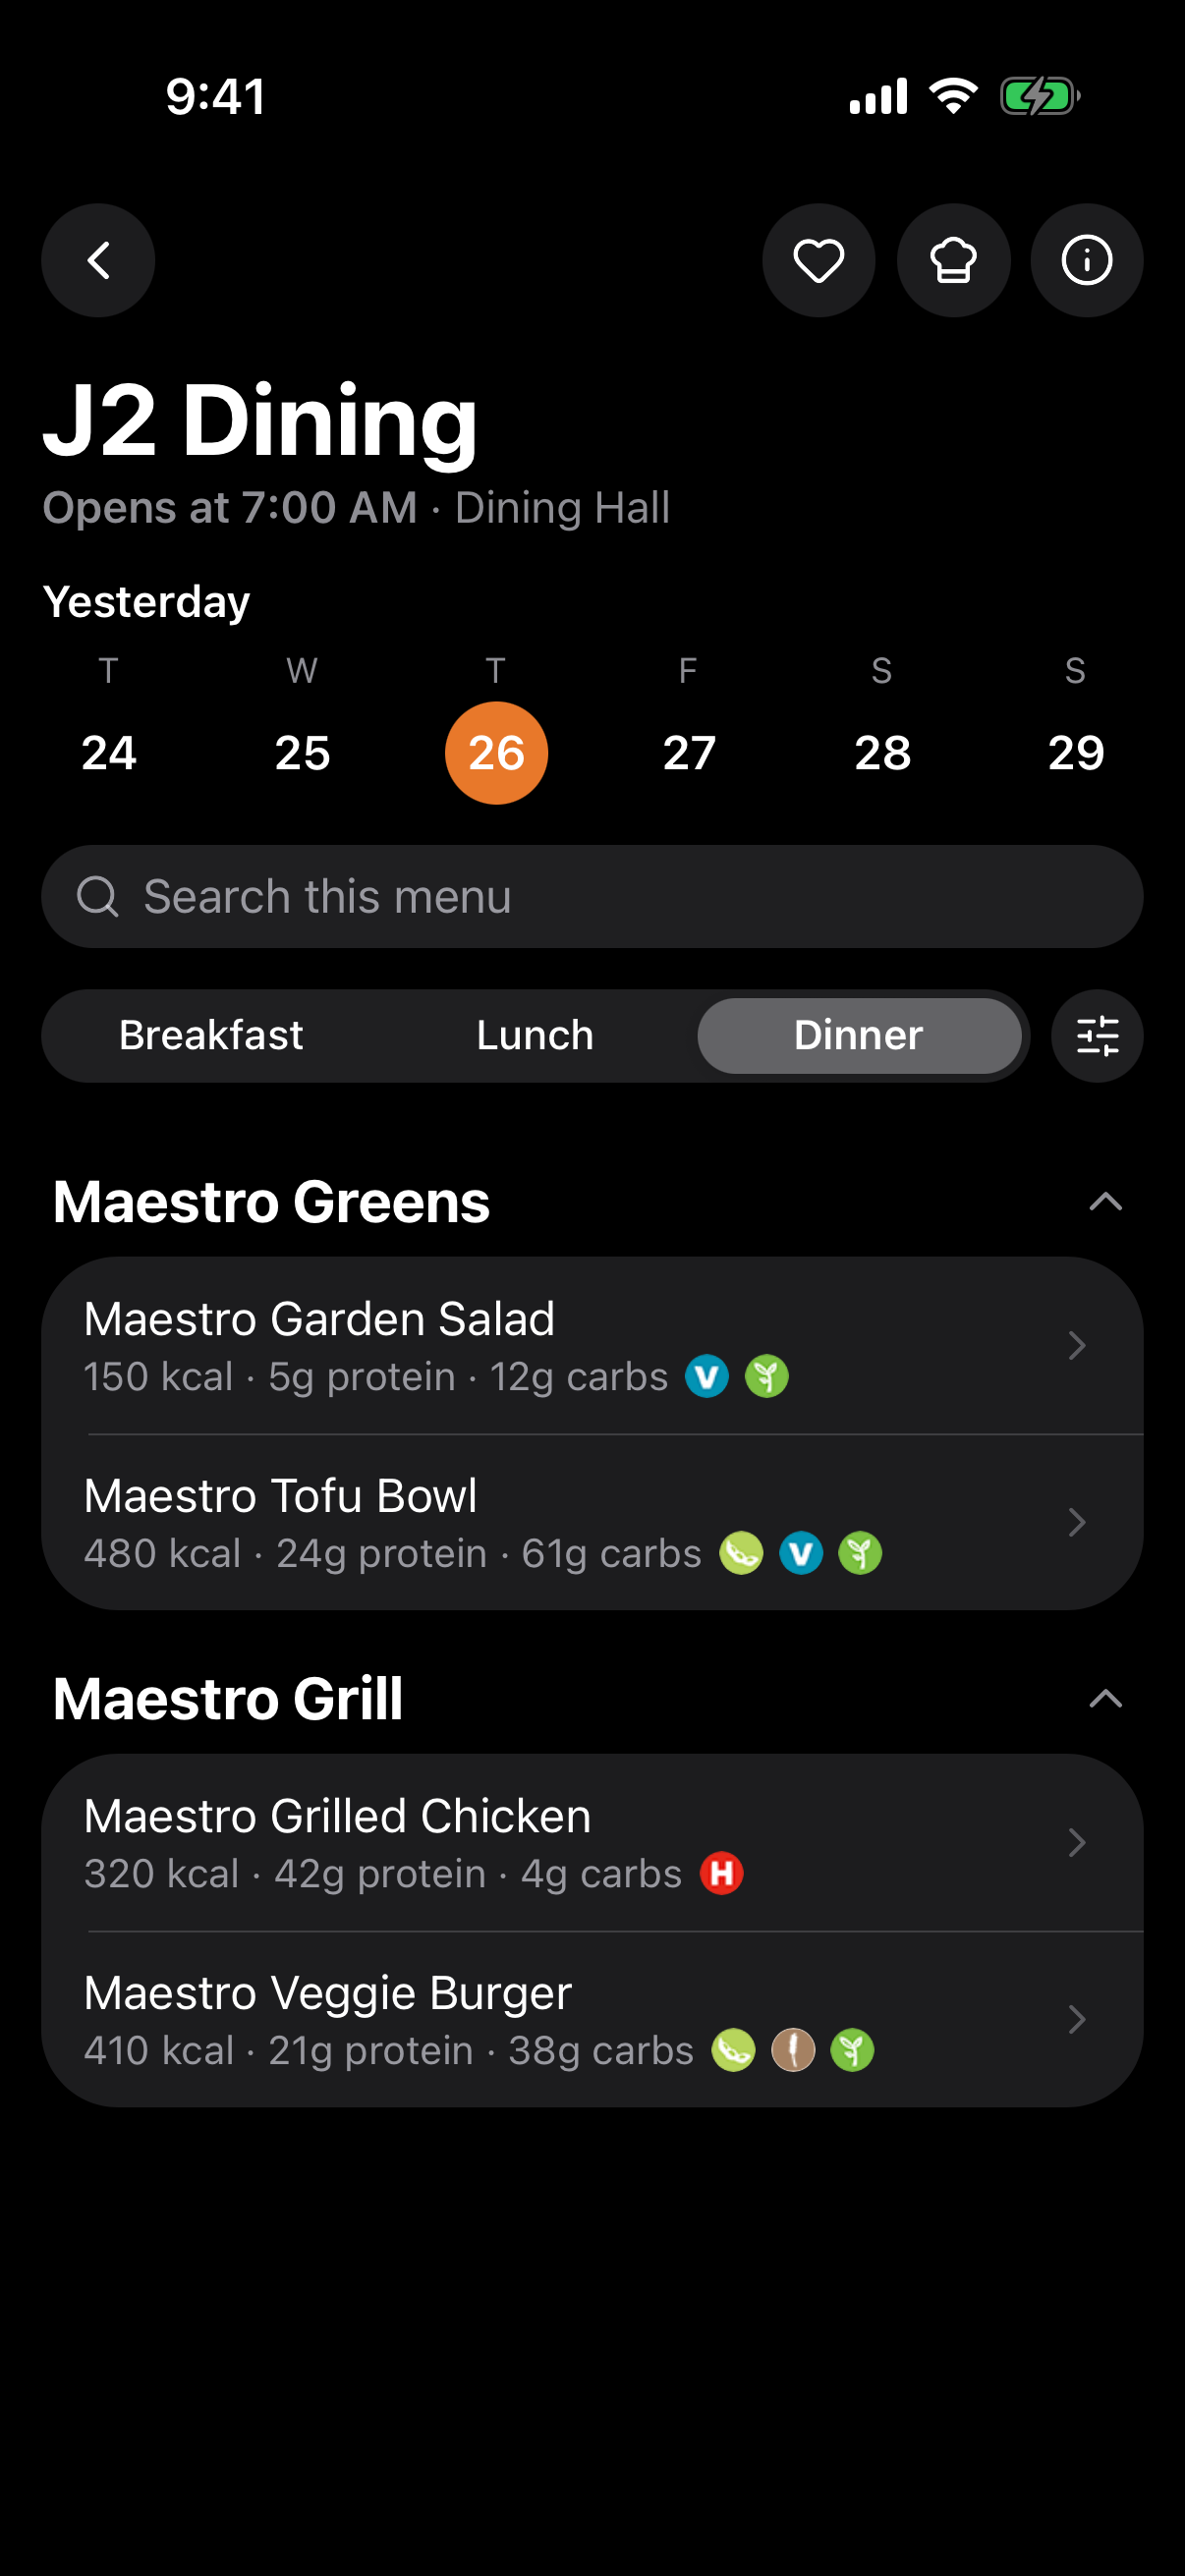 9:41
J2 Dining
Opens at 7:00 AM · Dining Hall
Yesterday
T W T F S S
24 25 26 27 28 29
Search this menu
Breakfast Lunch Dinner
Maestro Greens
Maestro Garden Salad
150 kcal · 5g protein · 12g carbs V
Maestro Tofu Bowl
480 kcal · 24g protein · 61g carbs V
Maestro Grill
Maestro Grilled Chicken
320 kcal · 42g protein · 4g carbs H
Maestro Veggie Burger
410 kcal · 21g protein · 38g carbs